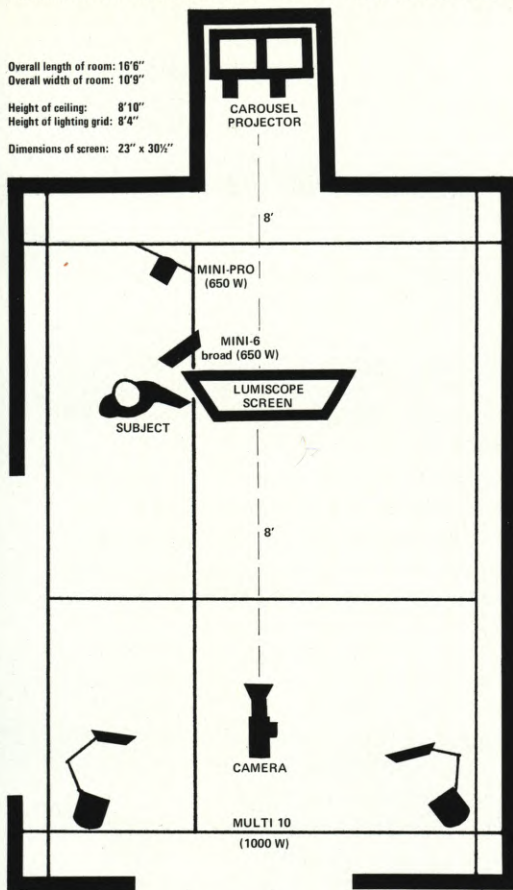 Overall length of room: 16'6"
Overall width of room: 10'9"
Height of ceiling: 8'10"
Height of lighting grid: 8'4"
Dimensions of screen: 23" x 30½"
CAROUSEL
PROJECTOR
8'
MINI-PRO
(650 W)
MINI-6
broad (650 W)
LUMISCOPE
SCREEN
SUBJECT
8'
CAMERA
MULTI 10
(1000 W)